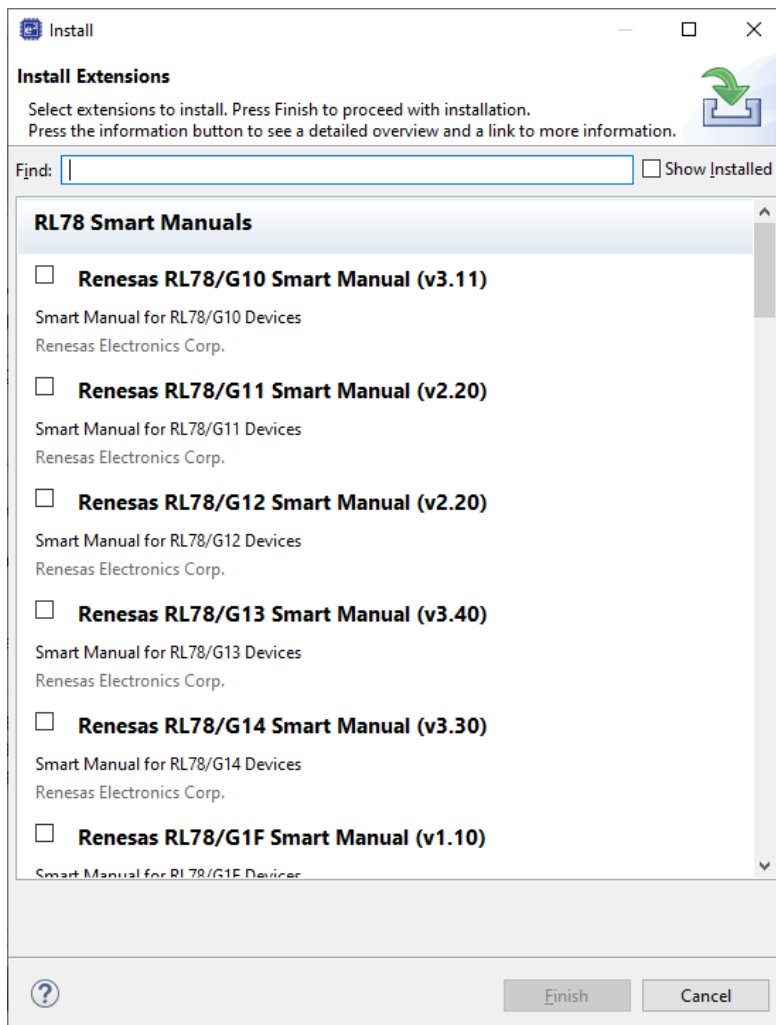 Install
Install Extensions
Select extensions to install. Press Finish to proceed with installation.
Press the information button to see a detailed overview and a link to more information.
Find:
Show Installed
RL78 Smart Manuals
Renesas RL78/G10 Smart Manual (v3.11)
Smart Manual for RL78/G10 Devices
Renesas Electronics Corp.
Renesas RL78/G11 Smart Manual (v2.20)
Smart Manual for RL78/G11 Devices
Renesas Electronics Corp.
Renesas RL78/G12 Smart Manual (v2.20)
Smart Manual for RL78/G12 Devices
Renesas Electronics Corp.
Renesas RL78/G13 Smart Manual (v3.40)
Smart Manual for RL78/G13 Devices
Renesas Electronics Corp.
Renesas RL78/G14 Smart Manual (v3.30)
Smart Manual for RL78/G14 Devices
Renesas Electronics Corp.
Renesas RL78/G1F Smart Manual (v1.10)
Smart Manual for RL78/G1F Devices
?
Finish
Cancel